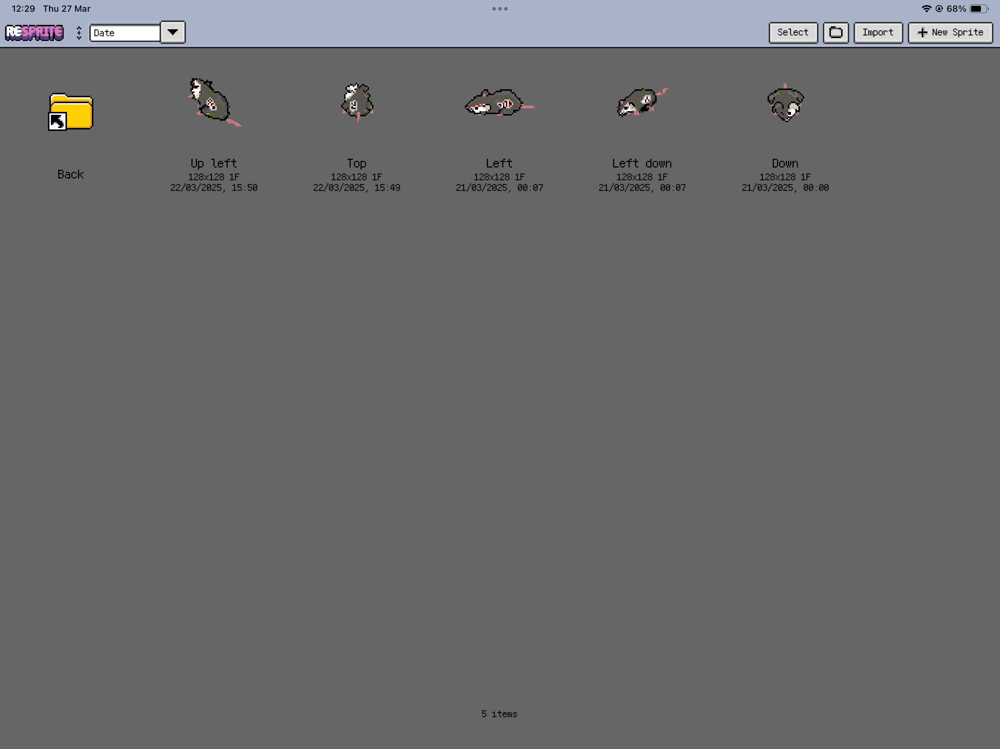 12:29 Thu 27 Mar
68%
RESPRITE
Date
Select
Import
New Sprite
Back
Up left
128x128 1F
22/03/2025, 15:50
Top
128x128 1F
22/03/2025, 15:49
Left
128x128 1F
21/03/2025, 00:07
Left down
128x128 1F
21/03/2025, 00:07
Down
128x128 1F
21/03/2025, 00:00
5 items